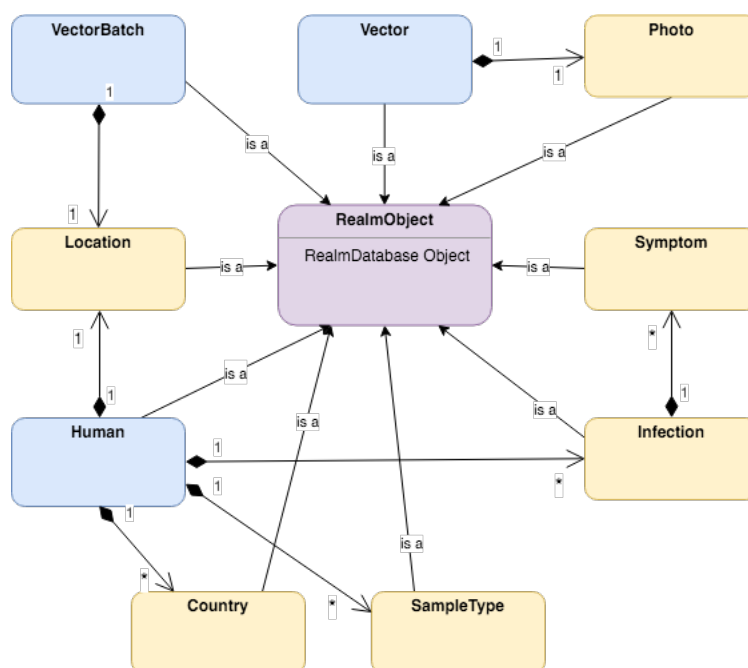 VectorBatch
Vector
Photo
1
1
1
is a
is a
is a
1
RealmObject
RealmDatabase Object
Location
is a
Symptom
is a
1
*
is a
1
1
is a
is a
Human
1
Infection
1
*
1
is a
*
*
Country
SampleType